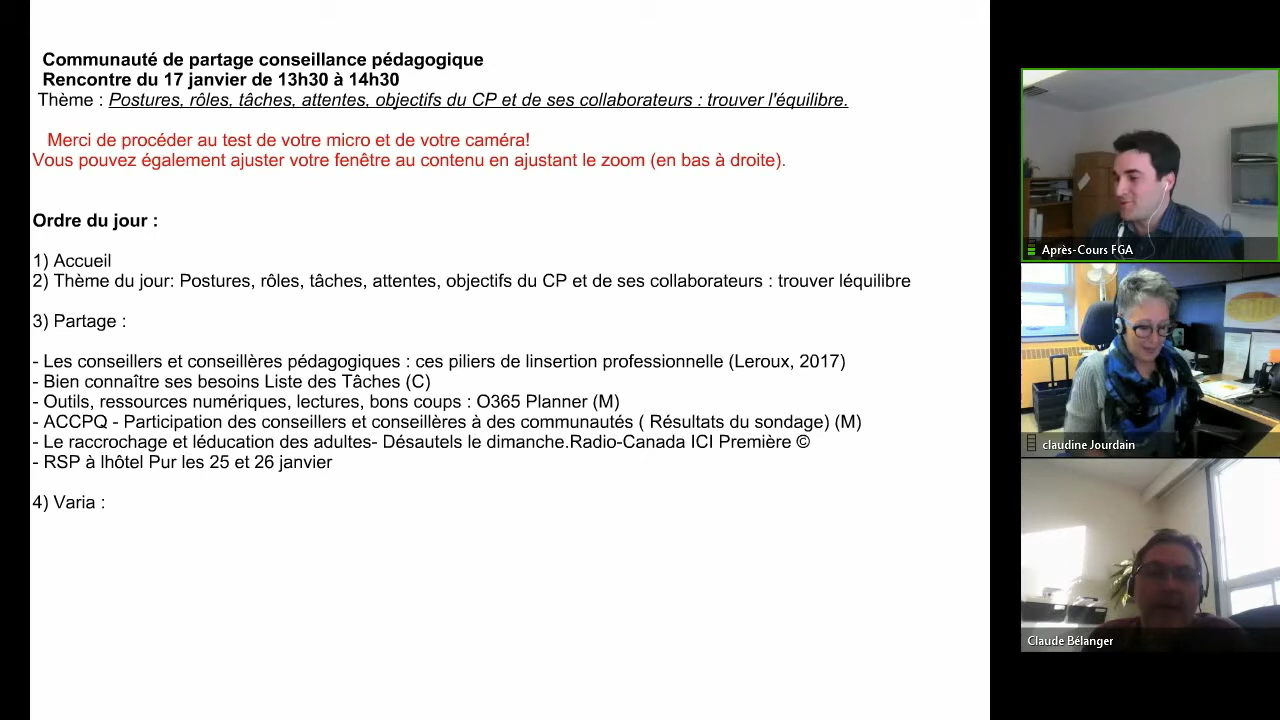 Communauté de partage conseillance pédagogique
Rencontre du 17 janvier de 13h30 à 14h30
Thème : Postures, rôles, tâches, attentes, objectifs du CP et de ses collaborateurs : trouver l'équilibre.
Merci de procéder au test de votre micro et de votre caméra!
Vous pouvez également ajuster votre fenêtre au contenu en ajustant le zoom (en bas à droite).
Ordre du jour :
1) Accueil
2) Thème du jour: Postures, rôles, tâches, attentes, objectifs du CP et de ses collaborateurs : trouver léquilibre
3) Partage :
- Les conseillers et conseillères pédagogiques : ces piliers de linsertion professionnelle (Leroux, 2017)
- Bien connaître ses besoins Liste des Tâches (C)
- Outils, ressources numériques, lectures, bons coups : O365 Planner (M)
- ACCPQ - Participation des conseillers et conseillères à des communautés ( Résultats du sondage) (M)
- Le raccrochage et léducation des adultes- Désautels le dimanche.Radio-Canada ICI Première ©
- RSP à lhôtel Pur les 25 et 26 janvier
4) Varia :
Après-Cours FGA
claudine Jourdain
Claude Bélanger